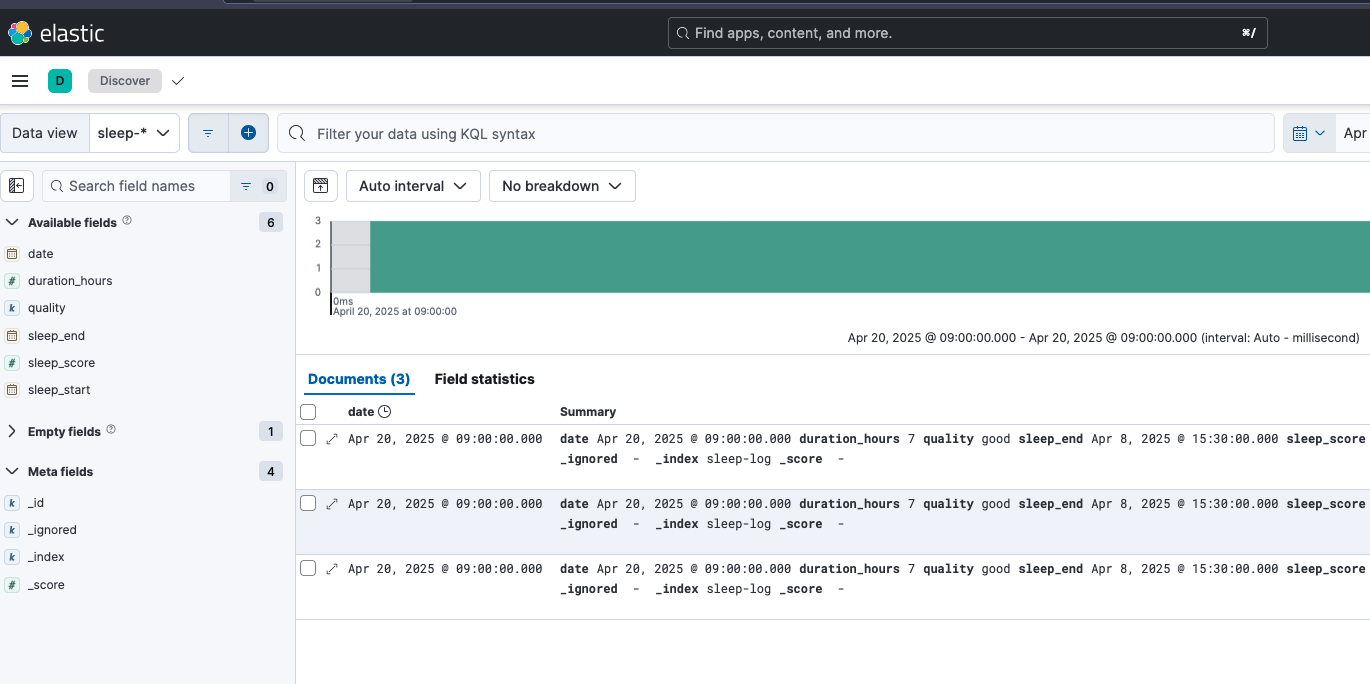 elastic
Find apps, content, and more.
⌘/
D
Discover
Data view
sleep-*
Filter your data using KQL syntax
Apr
Search field names
0
Auto interval
No breakdown
Available fields
6
date
duration_hours
quality
sleep_end
sleep_score
sleep_start
Empty fields
1
Meta fields
4
_id
_ignored
_index
_score
3
2
1
0
0ms
April 20, 2025 at 09:00:00
Apr 20, 2025 @ 09:00:00.000 - Apr 20, 2025 @ 09:00:00.000 (interval: Auto - millisecond)
Documents (3) Field statistics
date Summary
Apr 20, 2025 @ 09:00:00.000 date Apr 20, 2025 @ 09:00:00.000 duration_hours 7 quality good sleep_end Apr 8, 2025 @ 15:30:00.000 sleep_score
_ignored - _index sleep-log _score -
Apr 20, 2025 @ 09:00:00.000 date Apr 20, 2025 @ 09:00:00.000 duration_hours 7 quality good sleep_end Apr 8, 2025 @ 15:30:00.000 sleep_score
_ignored - _index sleep-log _score -
Apr 20, 2025 @ 09:00:00.000 date Apr 20, 2025 @ 09:00:00.000 duration_hours 7 quality good sleep_end Apr 8, 2025 @ 15:30:00.000 sleep_score
_ignored - _index sleep-log _score -